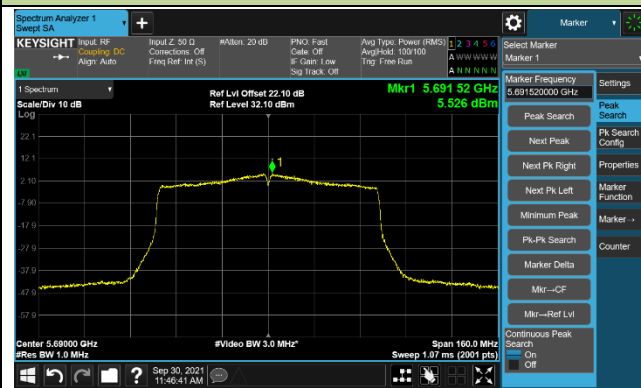 Spectrum Analyzer 1
Swept SA
Marker
KEYSIGHT
Input: RF
Coupling: DC
Align: Auto
Input Z: 50 Ω
Corrections: Off
Freq Ref: Int (S)
#Atten: 20 dB
PNO: Fast
Gate: Off
IF Gain: Low
Sig Track: Off
Avg Type: Power (RMS)
Avg|Hold: 100/100
Trig: Free Run
1 2 3 4 5 6
A W W W W W
A N N N N N
LXI
Select Marker
Marker 1
1 Spectrum
Scale/Div 10 dB
Log
Ref Lvl Offset 22.10 dB
Ref Level 32.10 dBm
Mkr1 5.691 52 GHz
5.526 dBm
22.1
12.1
2.10
-7.90
-17.9
-27.9
-37.9
-47.9
-57.9
1
Center 5.69000 GHz
#Res BW 1.0 MHz
#Video BW 3.0 MHz*
Span 160.0 MHz
Sweep 1.07 ms (2001 pts)
Marker Frequency
5.691520000 GHz
Peak Search
Next Peak
Next Pk Right
Next Pk Left
Minimum Peak
Pk-Pk Search
Marker Delta
Mkr→CF
Mkr→Ref Lvl
Continuous Peak
Search
On
Off
Settings
Peak
Search
Pk Search
Config
Properties
Marker
Function
Marker→
Counter
?
Sep 30, 2021
11:46:41 AM